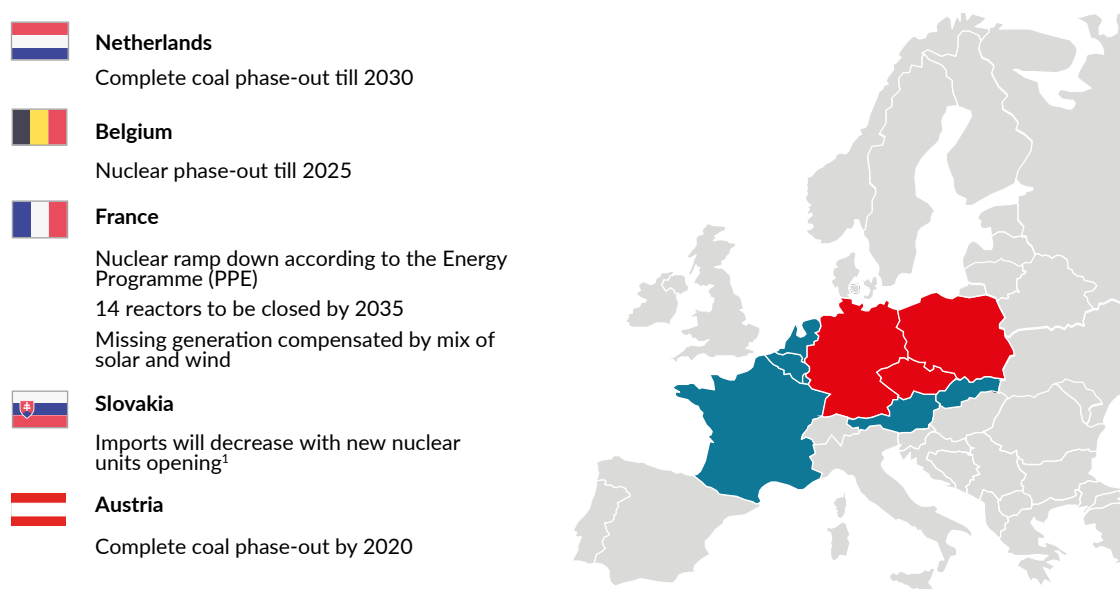 Netherlands
Complete coal phase-out till 2030
Belgium
Nuclear phase-out till 2025
France
Nuclear ramp down according to the Energy
Programme (PPE)
14 reactors to be closed by 2035
Missing generation compensated by mix of
solar and wind
Slovakia
Imports will decrease with new nuclear
units opening¹
Austria
Complete coal phase-out by 2020